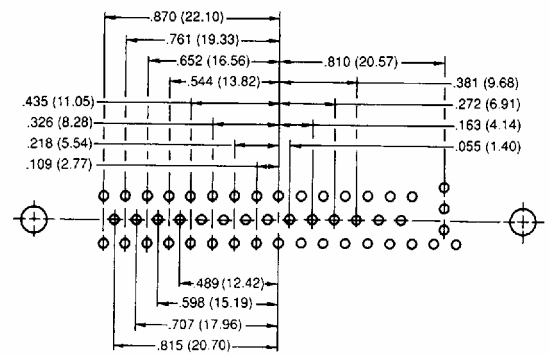 .870 (22.10)
.761 (19.33)
.652 (16.56) .810 (20.57)
.544 (13.82) .381 (9.68)
.435 (11.05) .272 (6.91)
.326 (8.28) .163 (4.14)
.218 (5.54) .055 (1.40)
.109 (2.77)
.489 (12.42)
.598 (15.19)
.707 (17.96)
.815 (20.70)